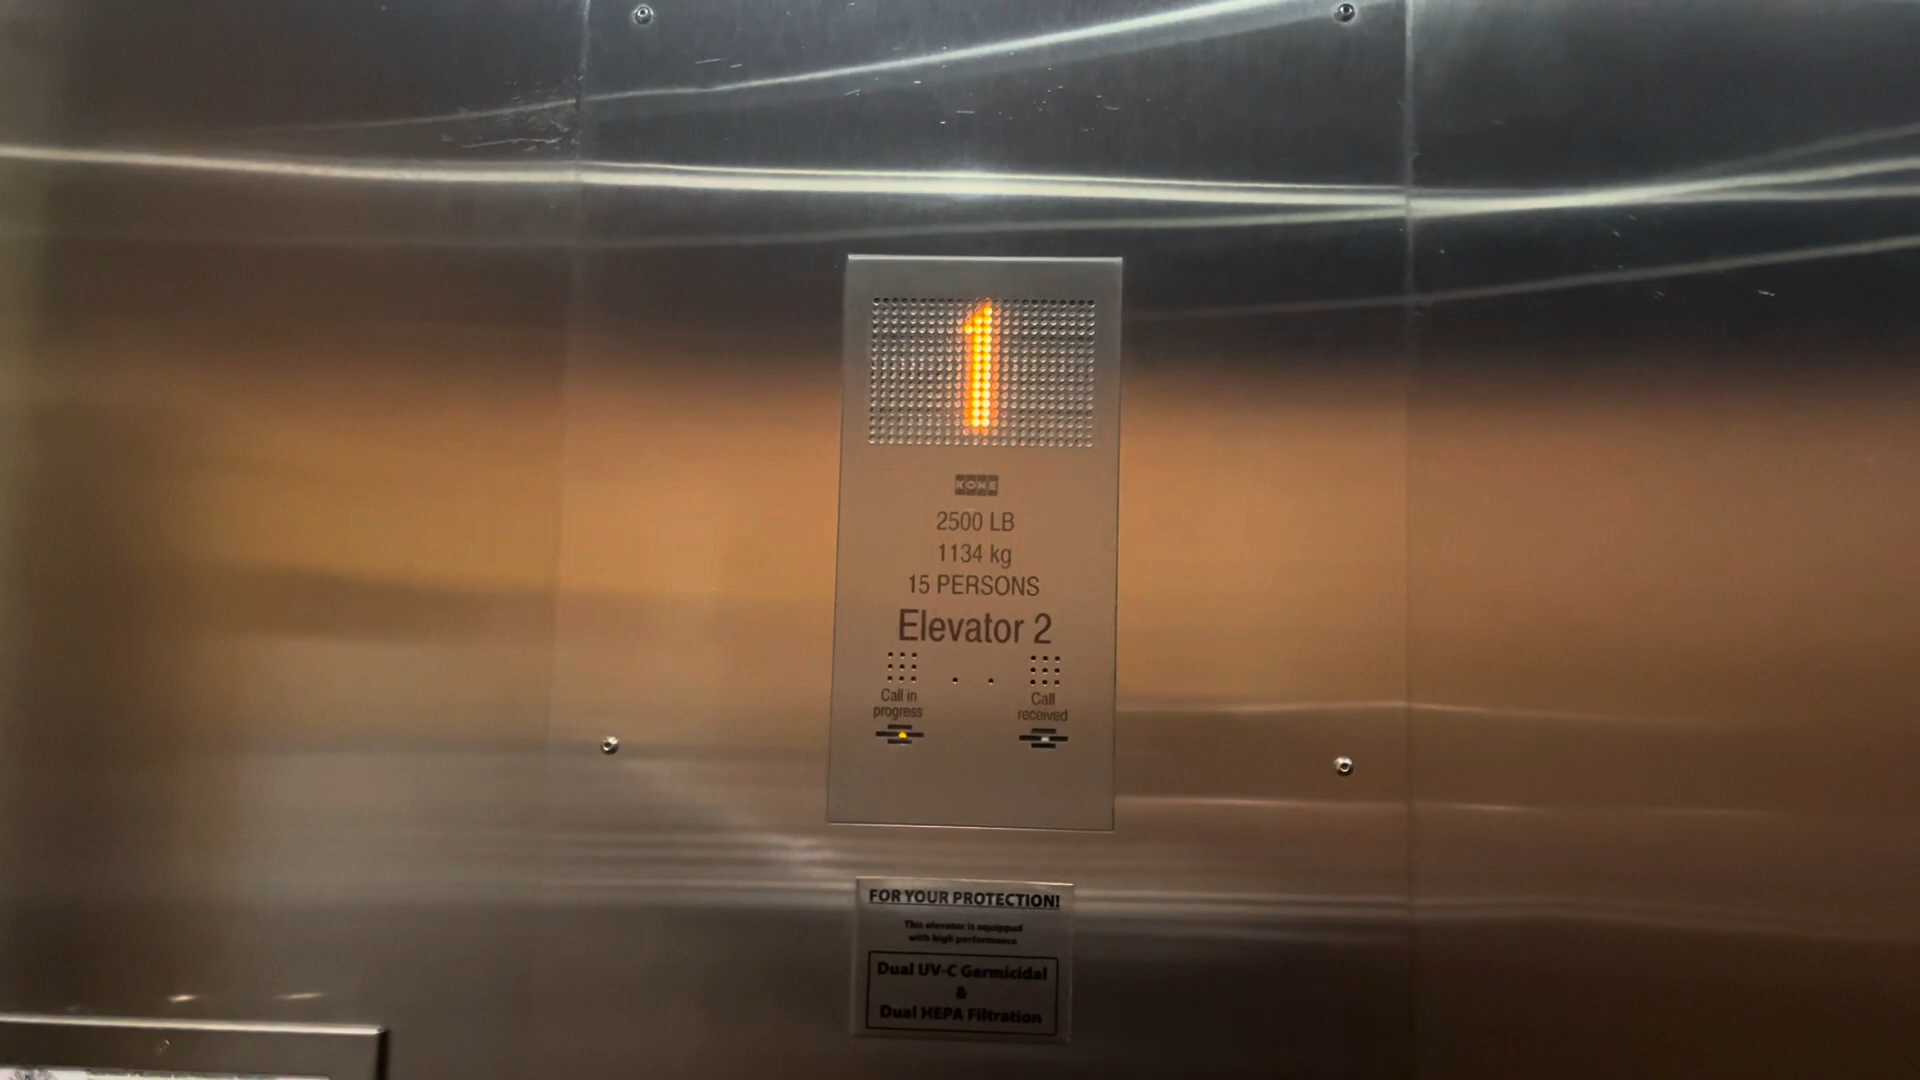 1
KONE
2500 LB
1134 kg
15 PERSONS
Elevator 2
Call in
progress
Call
received
FOR YOUR PROTECTION!
This elevator is equipped
with high performance
Dual UV-C Germicidal
&
Dual HEPA Filtration